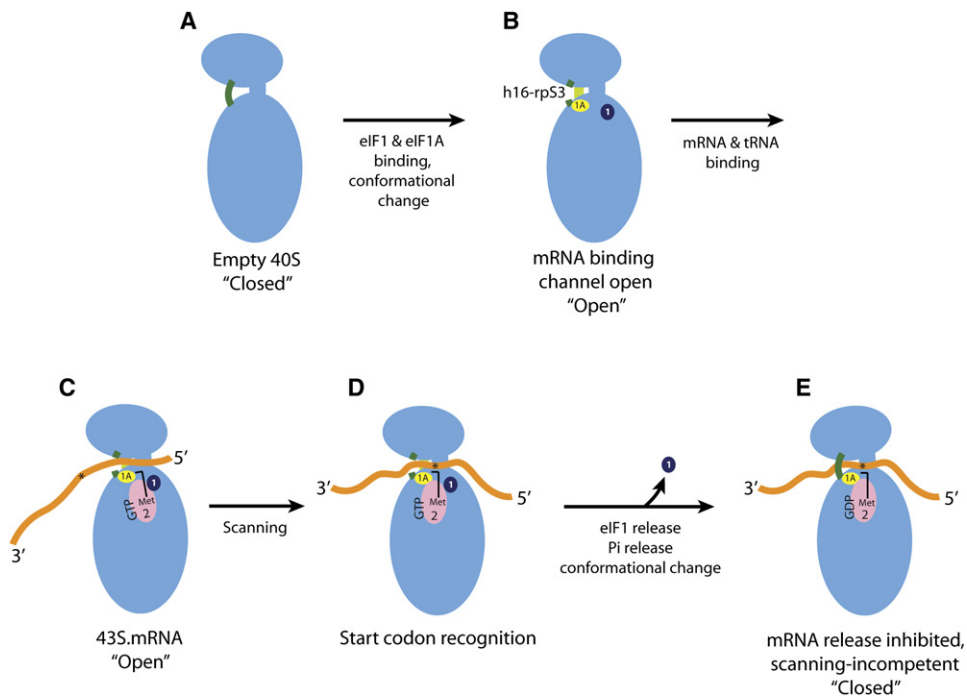 A
B
h16-rpS3
1A
1
eIF1 & eIF1A
binding,
conformational
change
mRNA & tRNA
binding
Empty 40S
“Closed”
mRNA binding
channel open
“Open”
C
D
E
5′
1A
*
1
GTP
Met
2
3′
Scanning
43S.mRNA
“Open”
3′
1A
*
1
GTP
Met
2
5′
Start codon recognition
1
eIF1 release
Pi release
conformational change
3′
1A
*
GDP
Met
2
5′
mRNA release inhibited,
scanning-incompetent
“Closed”